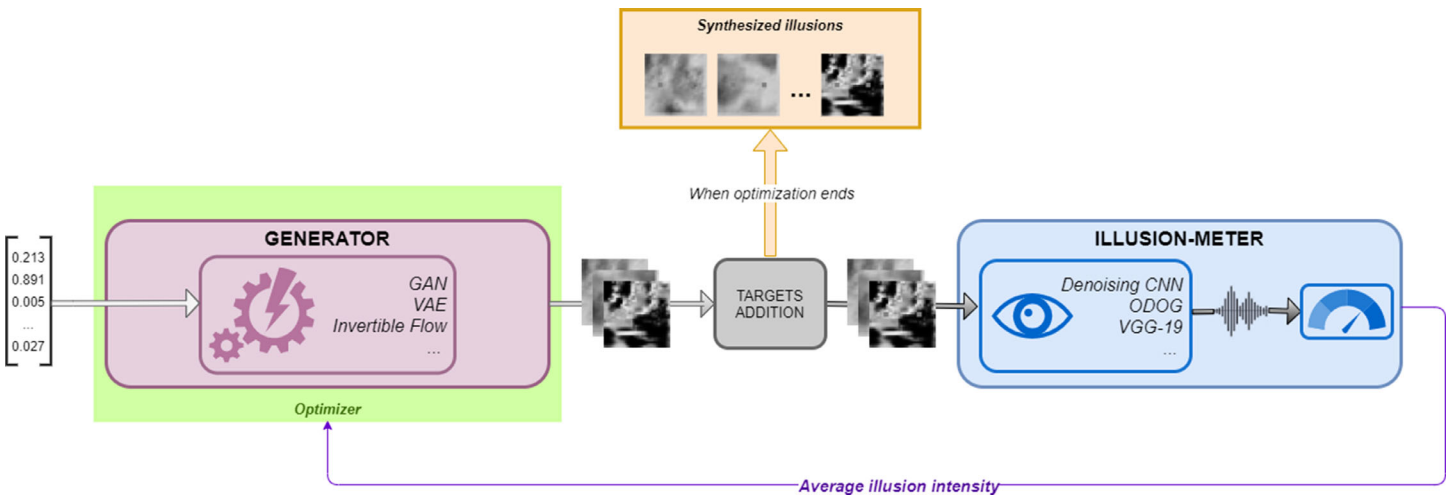 Synthesized illusions
...
When optimization ends
0.213
0.891
0.005
...
0.027
GENERATOR
GAN
VAE
Invertible Flow
...
Optimizer
TARGETS
ADDITION
ILLUSION-METER
Denoising CNN
ODOG
VGG-19
...
Average illusion intensity